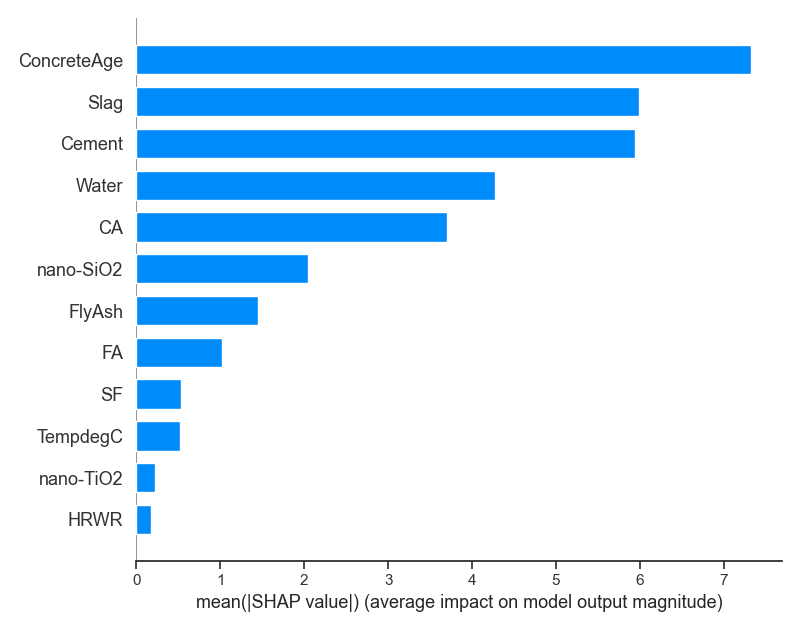 ConcreteAge
Slag
Cement
Water
CA
nano-SiO2
FlyAsh
FA
SF
TempdegC
nano-TiO2
HRWR
0 1 2 3 4 5 6 7
mean(|SHAP value|) (average impact on model output magnitude)